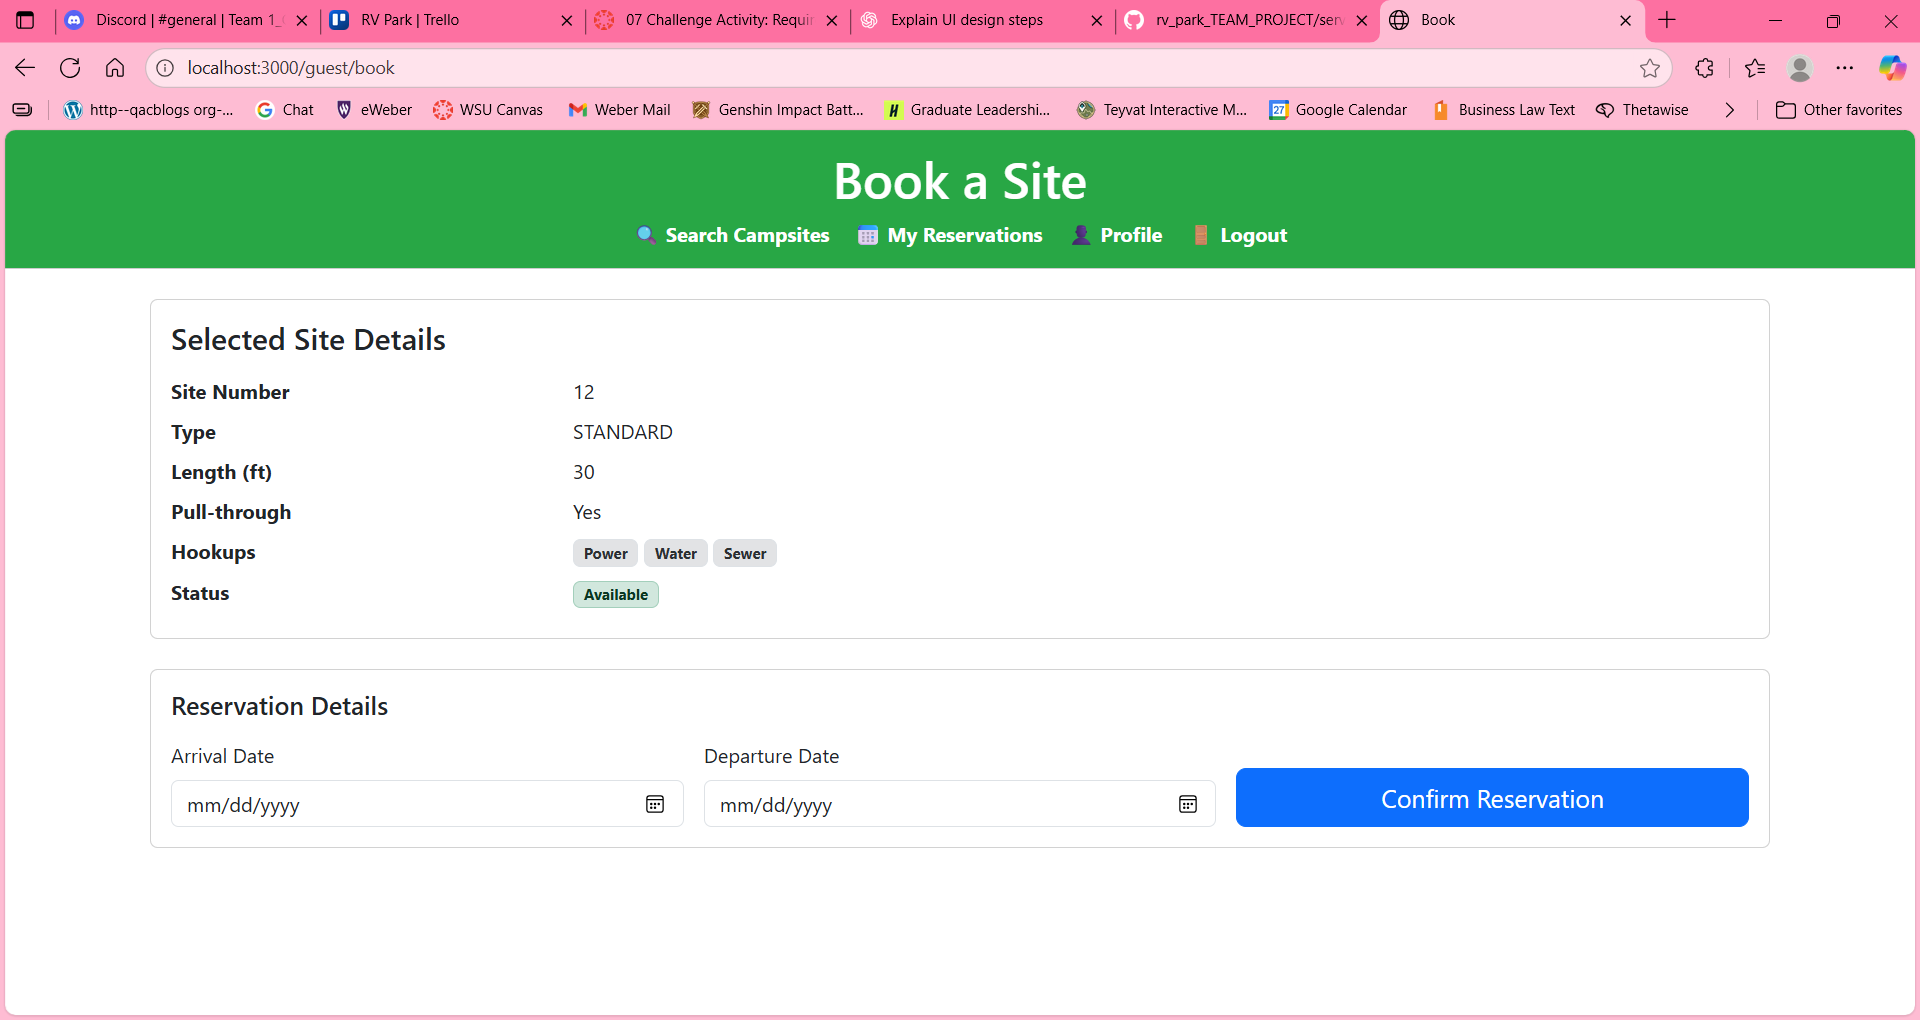 Discord | #general | Team 1_
RV Park | Trello
07 Challenge Activity: Requi
Explain UI design steps
rv_park_TEAM_PROJECT/serv
Book
localhost:3000/guest/book
http--qacblogs org-...
Chat
eWeber
WSU Canvas
Weber Mail
Genshin Impact Batt...
Graduate Leadershi...
Teyvat Interactive M...
27
Google Calendar
Business Law Text
Thetawise
Other favorites
Book a Site
Search Campsites
My Reservations
Profile
Logout
Selected Site Details
Site Number 12
Type STANDARD
Length (ft) 30
Pull-through Yes
Hookups Power Water Sewer
Status Available
Reservation Details
Arrival Date
Departure Date
mm/dd/yyyy
mm/dd/yyyy
Confirm Reservation